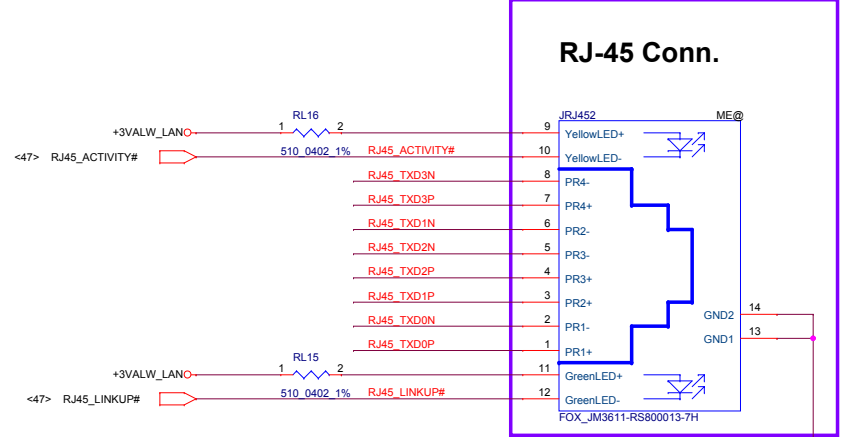 RJ-45 Conn.
RL16
JRJ452 ME@
+3VALW_LAN 1 2 9 YellowLED+
<47> RJ45_ACTIVITY# 510_0402_1% RJ45_ACTIVITY# 10 YellowLED-
RJ45_TXD3N 8 PR4-
RJ45_TXD3P 7 PR4+
RJ45_TXD1N 6 PR2-
RJ45_TXD2N 5 PR3-
RJ45_TXD2P 4 PR3+
RJ45_TXD1P 3 PR2+
GND2 14
RJ45_TXD0N 2 PR1-
GND1 13
RJ45_TXD0P 1 PR1+
RL15
+3VALW_LAN 1 2 11 GreenLED+
<47> RJ45_LINKUP# 510_0402_1% RJ45_LINKUP# 12 GreenLED-
FOX_JM3611-RS800013-7H